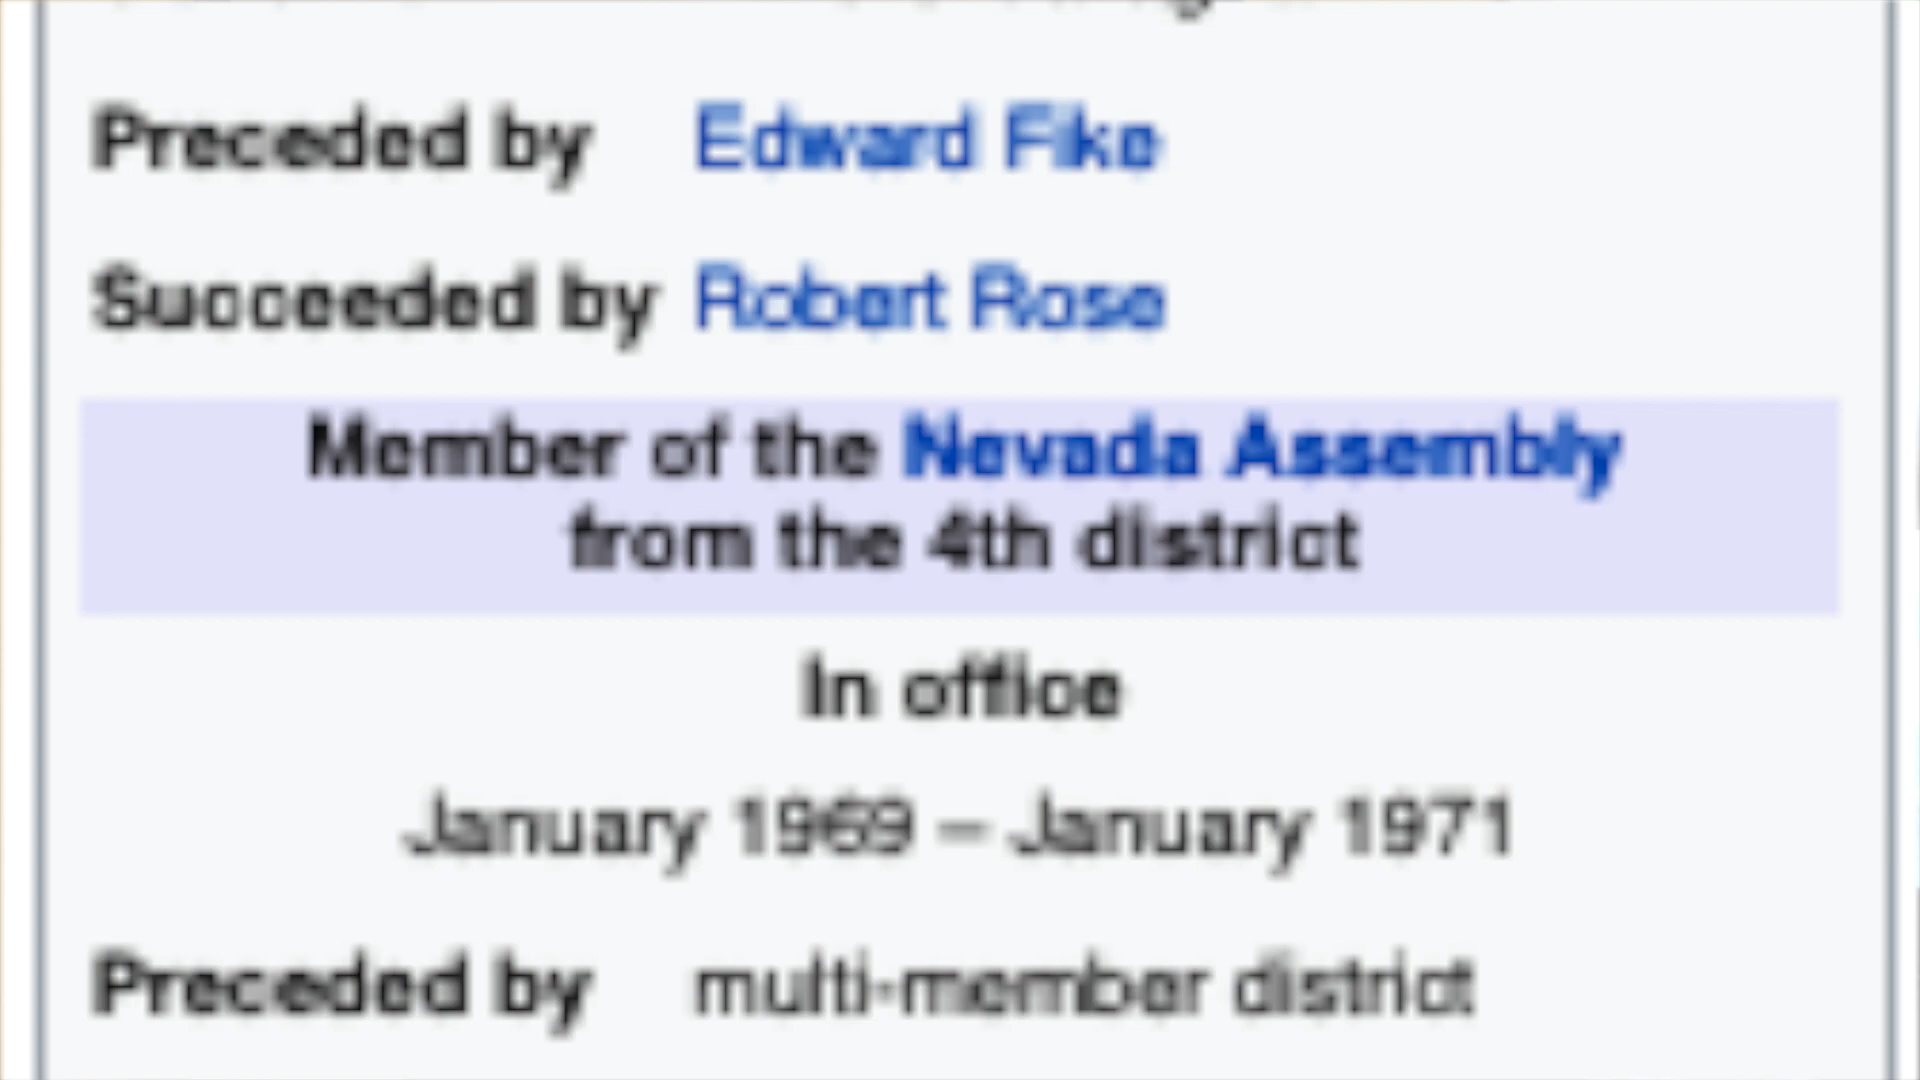 Preceded by Edward Fike
Succeeded by Robert Rose
Member of the Nevada Assembly
from the 4th district
In office
January 1969 – January 1971
Preceded by multi-member district